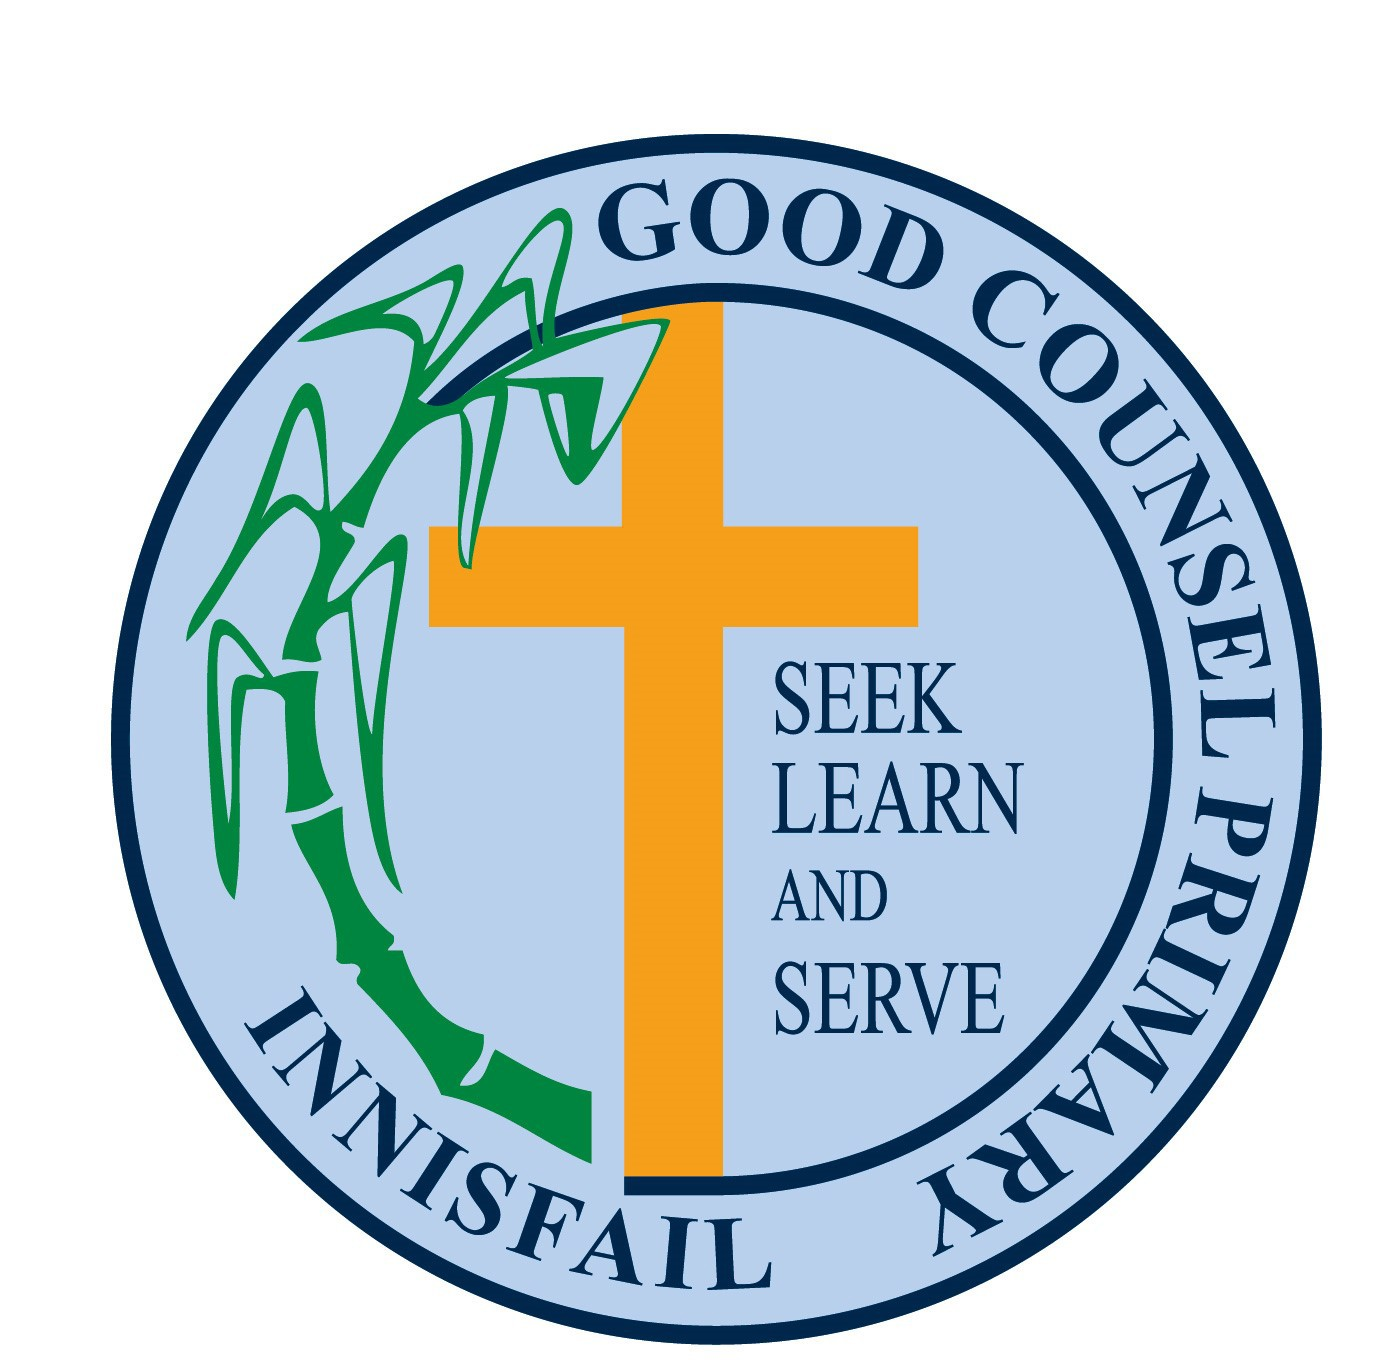 GOOD COUNSEL PRIMARY
SEEK
LEARN
AND
SERVE
INNISFAIL